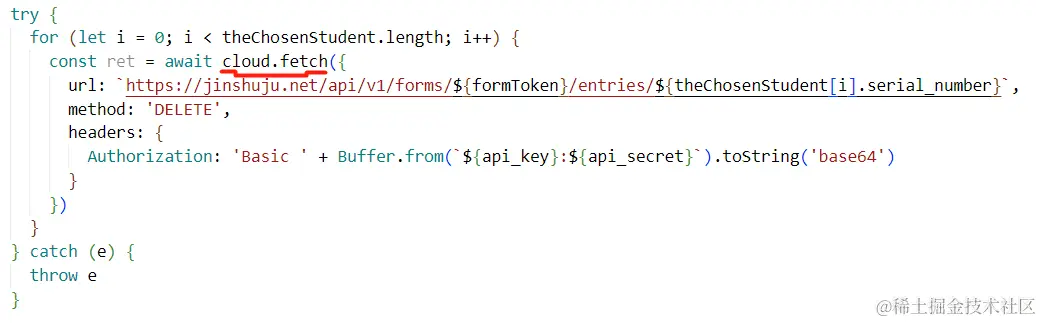 try {
  for (let i = 0; i < theChosenStudent.length; i++) {
    const ret = await cloud.fetch({
      url: `https://jinshuju.net/api/v1/forms/${formToken}/entries/${theChosenStudent[i].serial_number}`,
      method: 'DELETE',
      headers: {
        Authorization: 'Basic ' + Buffer.from(`${api_key}:${api_secret}`).toString('base64')
      }
    })
  }
} catch (e) {
  throw e
}
@稀土掘金技术社区